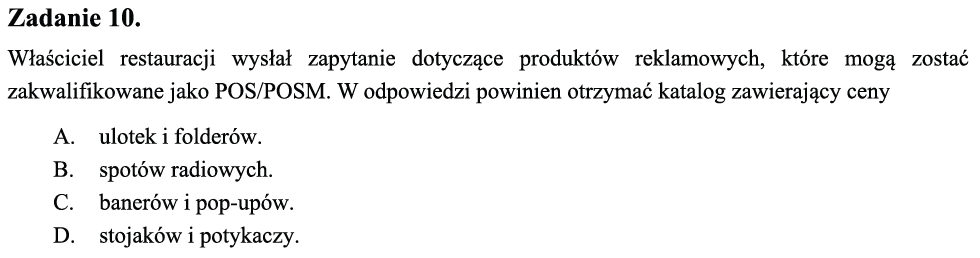 Zadanie 10.
Właściciel restauracji wysłał zapytanie dotyczące produktów reklamowych, które mogą zostać
zakwalifikowane jako POS/POSM. W odpowiedzi powinien otrzymać katalog zawierający ceny
A. ulotek i folderów.
B. spotów radiowych.
C. banerów i pop-upów.
D. stojaków i potykaczy.